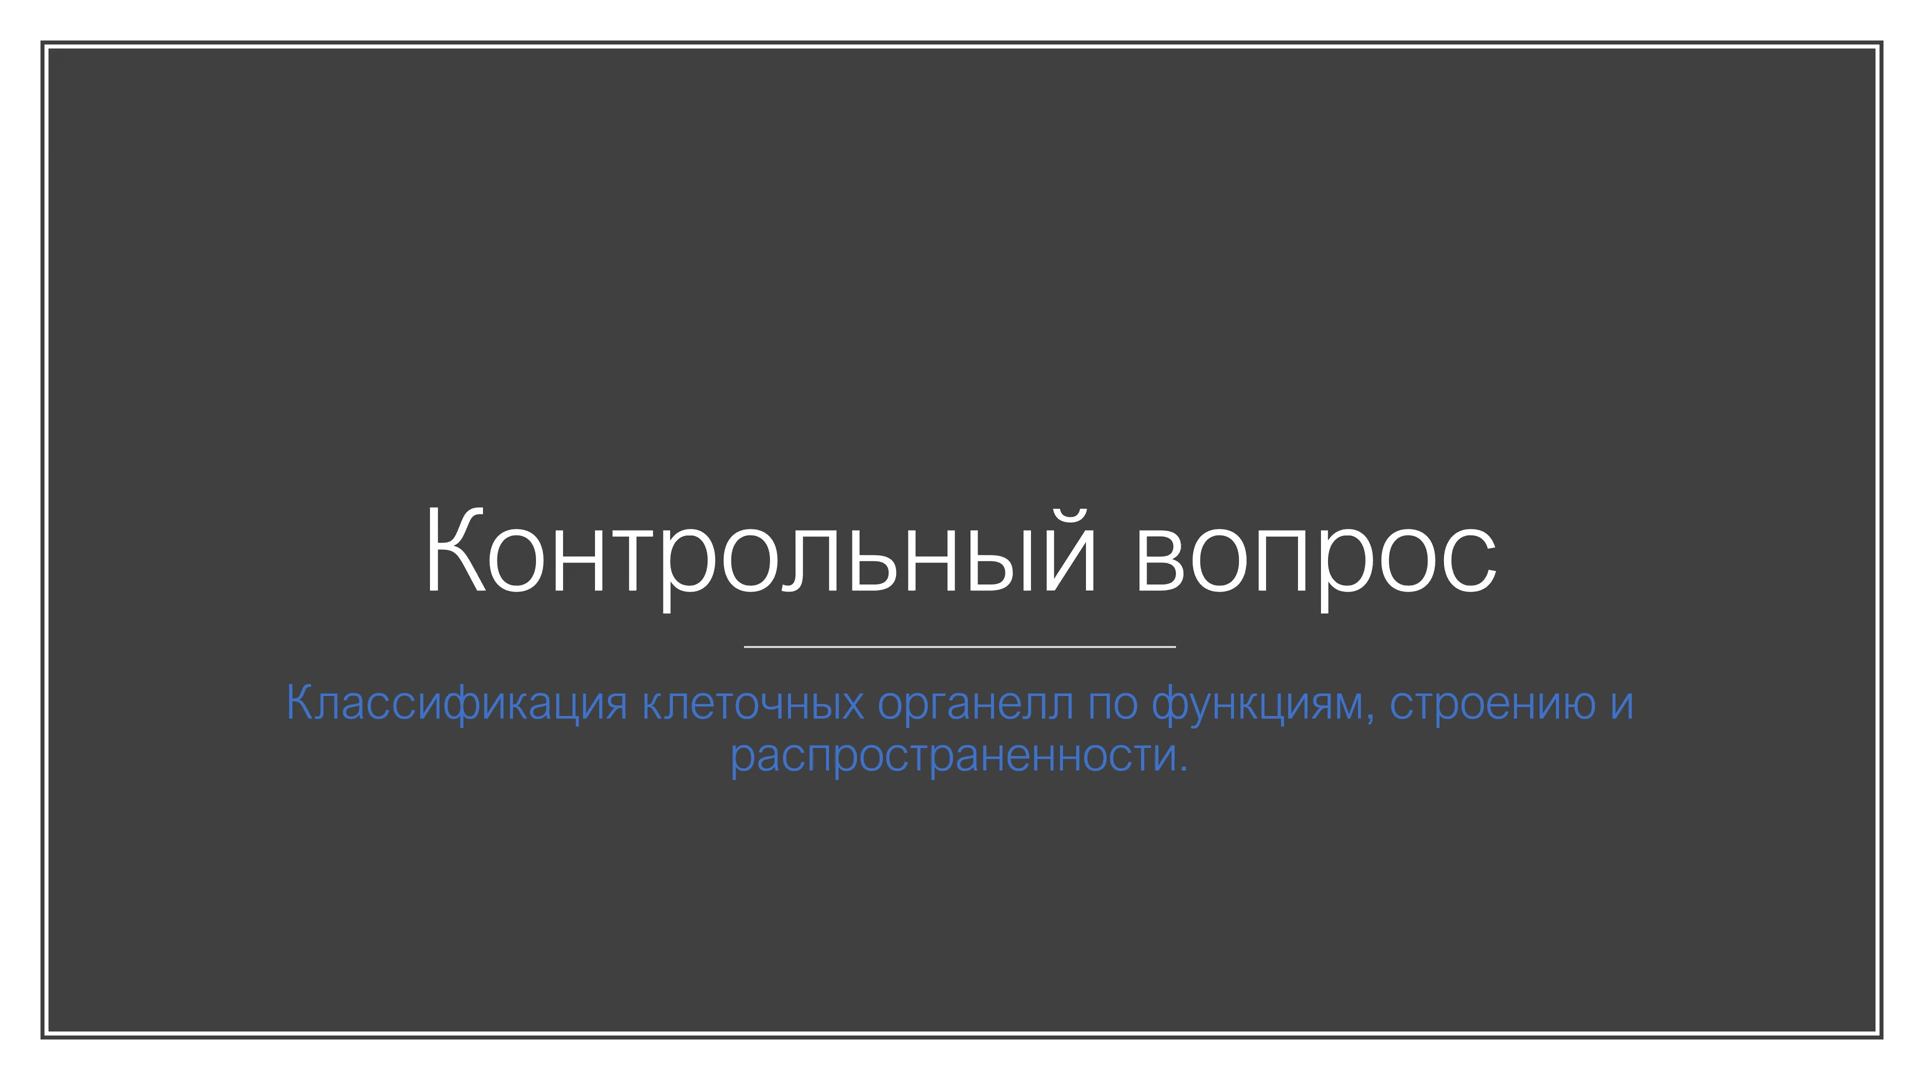 Контрольный вопрос
Классификация клеточных органелл по функциям, строению и
распространенности.